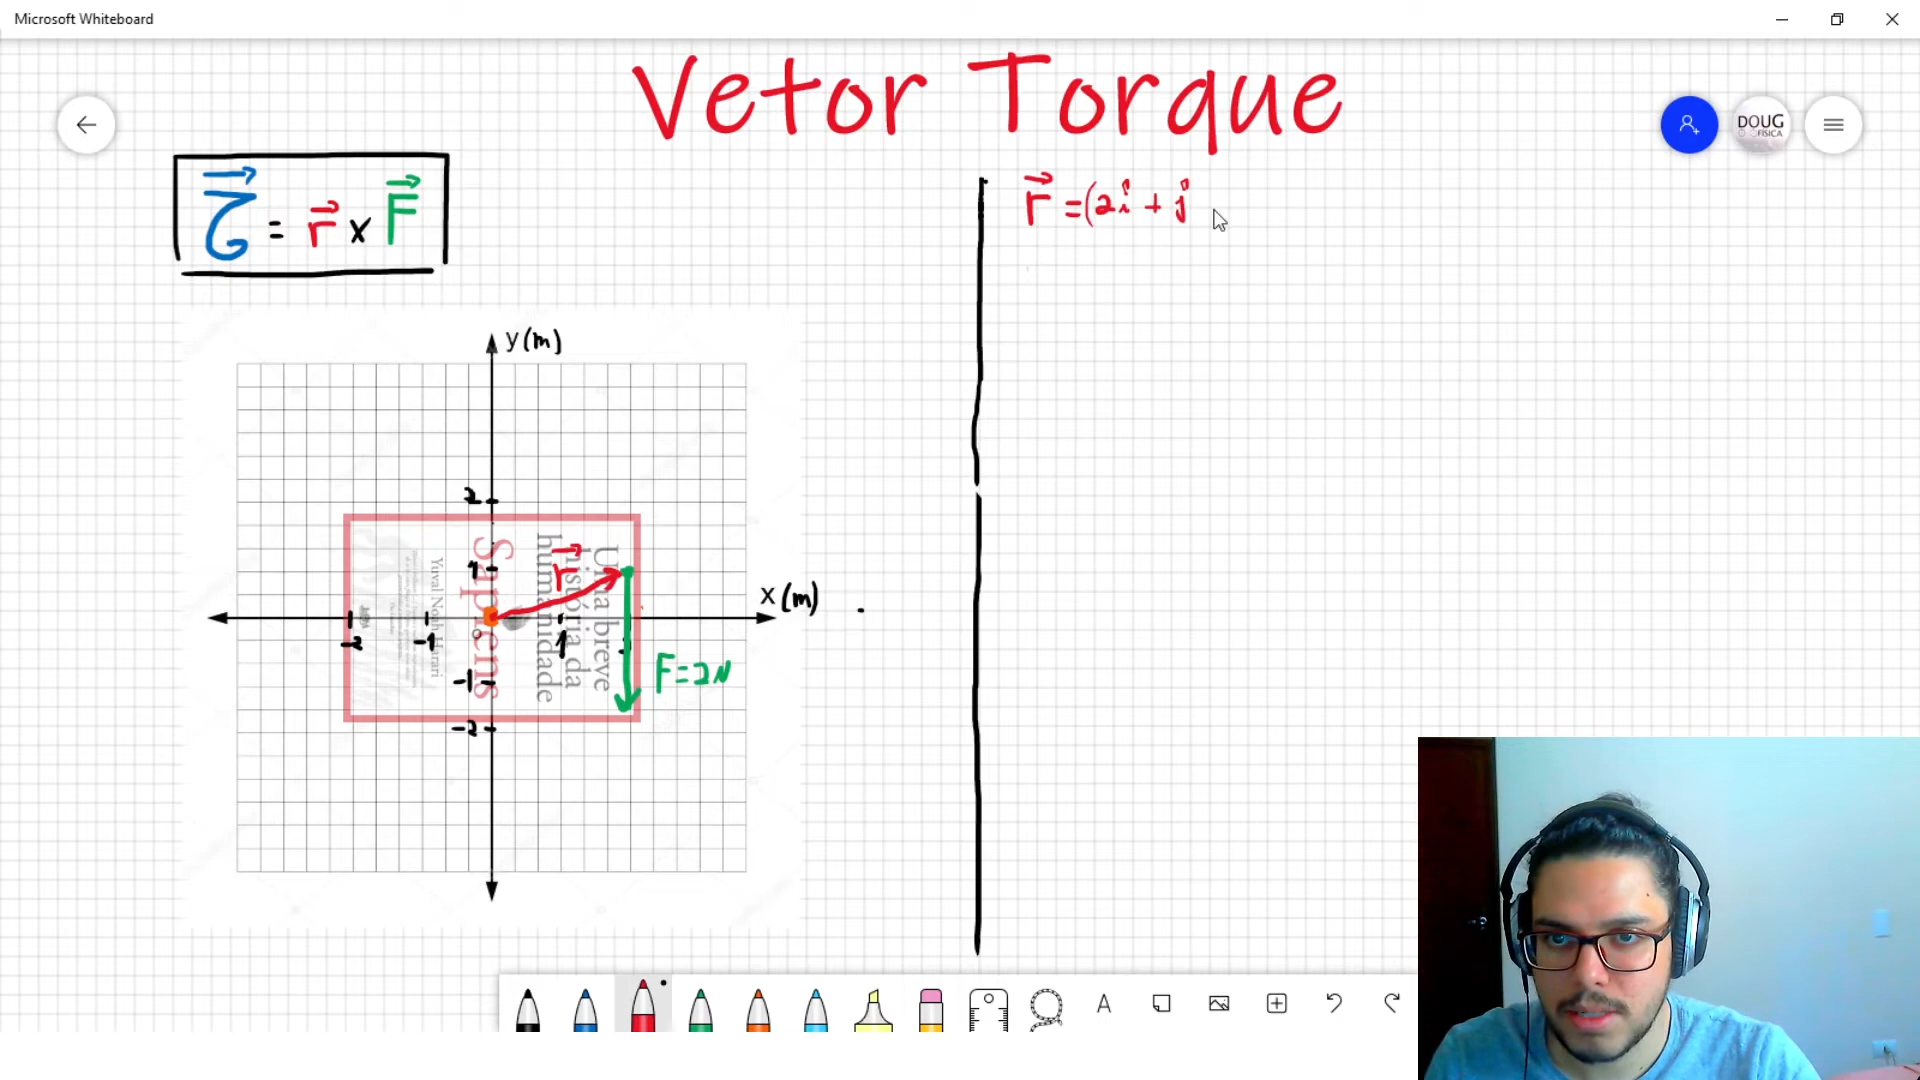 Microsoft Whiteboard
Vetor Torque
DOUG
FÍSICA
τ⃗ = r⃗ x F⃗
r⃗ = (2i + j
y(m)
2
1
x(m)
-2
-1
0
1
-1
-2
r⃗
F=2N
Sapiens
Uma breve
história da
humanidade
Yuval Noah Harari
A